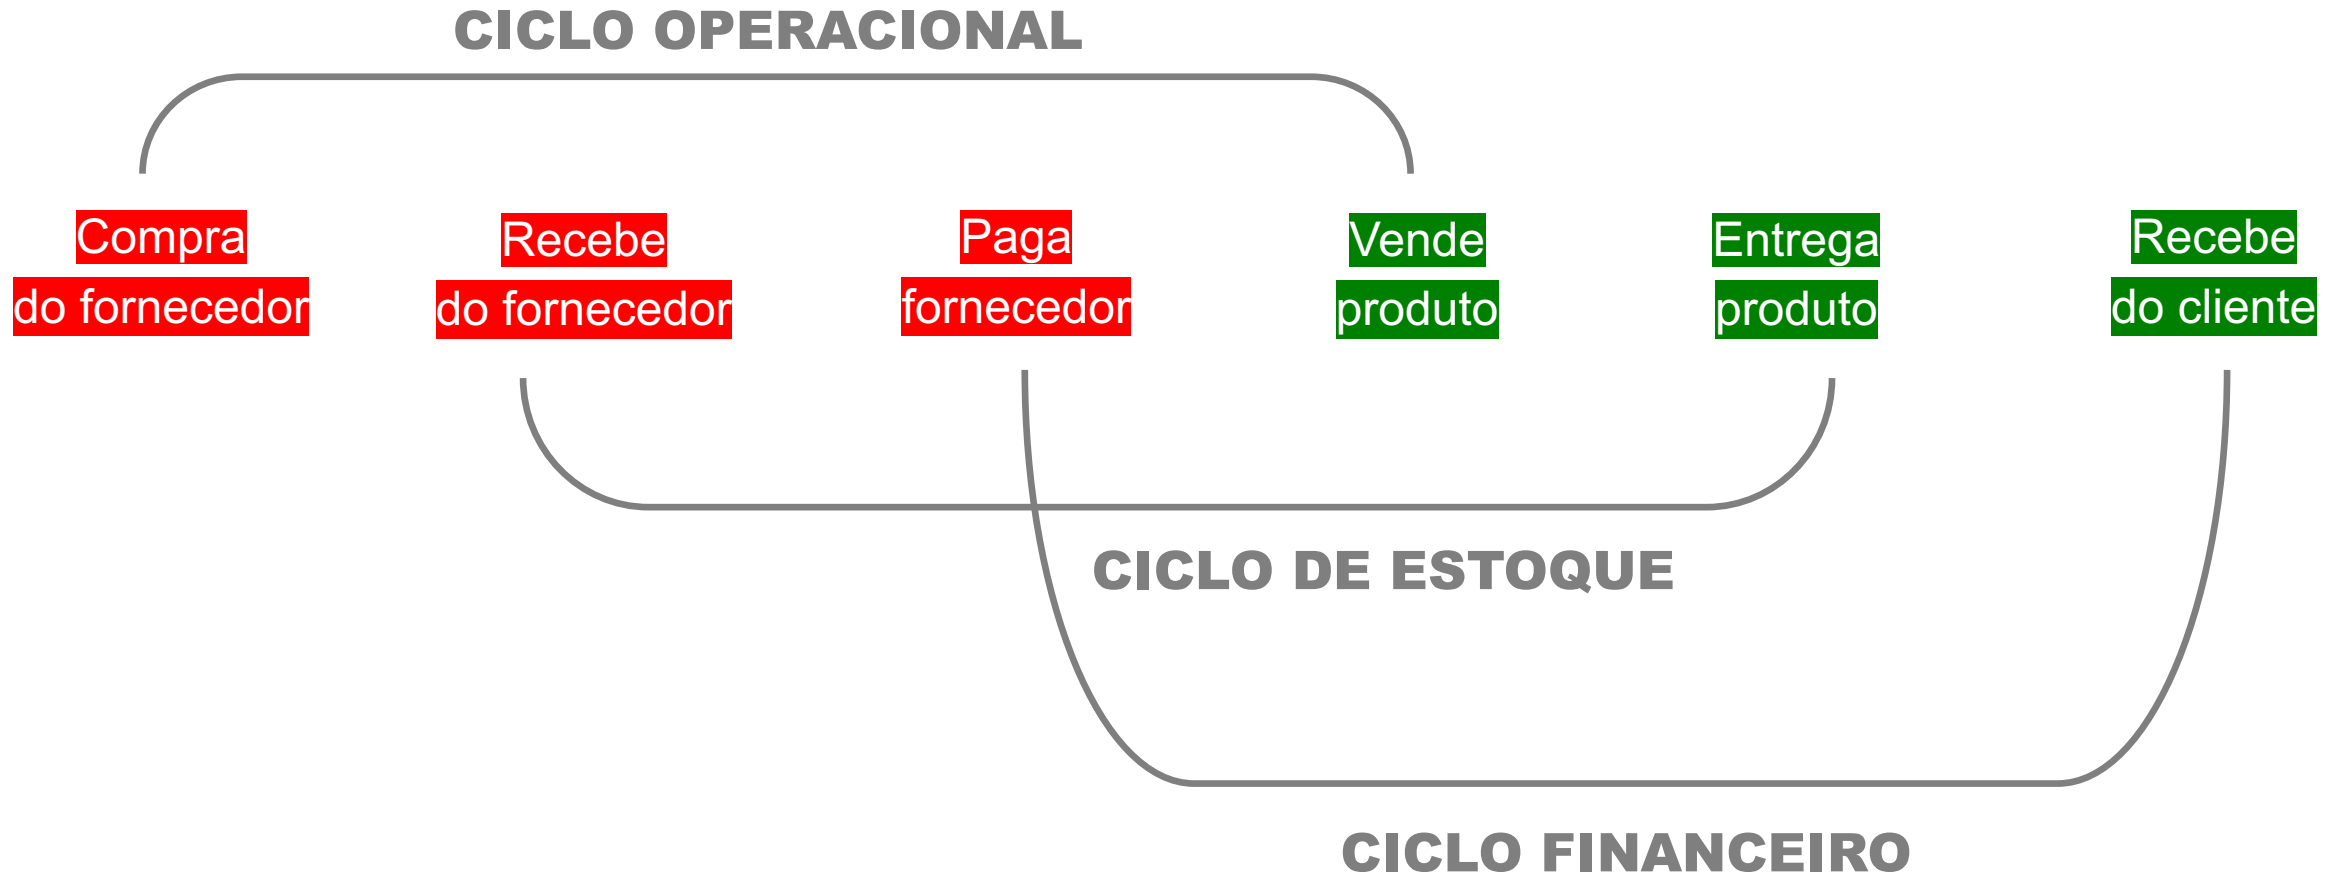 CICLO OPERACIONAL
Compra
do fornecedor
Recebe
do fornecedor
Paga
fornecedor
Vende
produto
Entrega
produto
Recebe
do cliente
CICLO DE ESTOQUE
CICLO FINANCEIRO